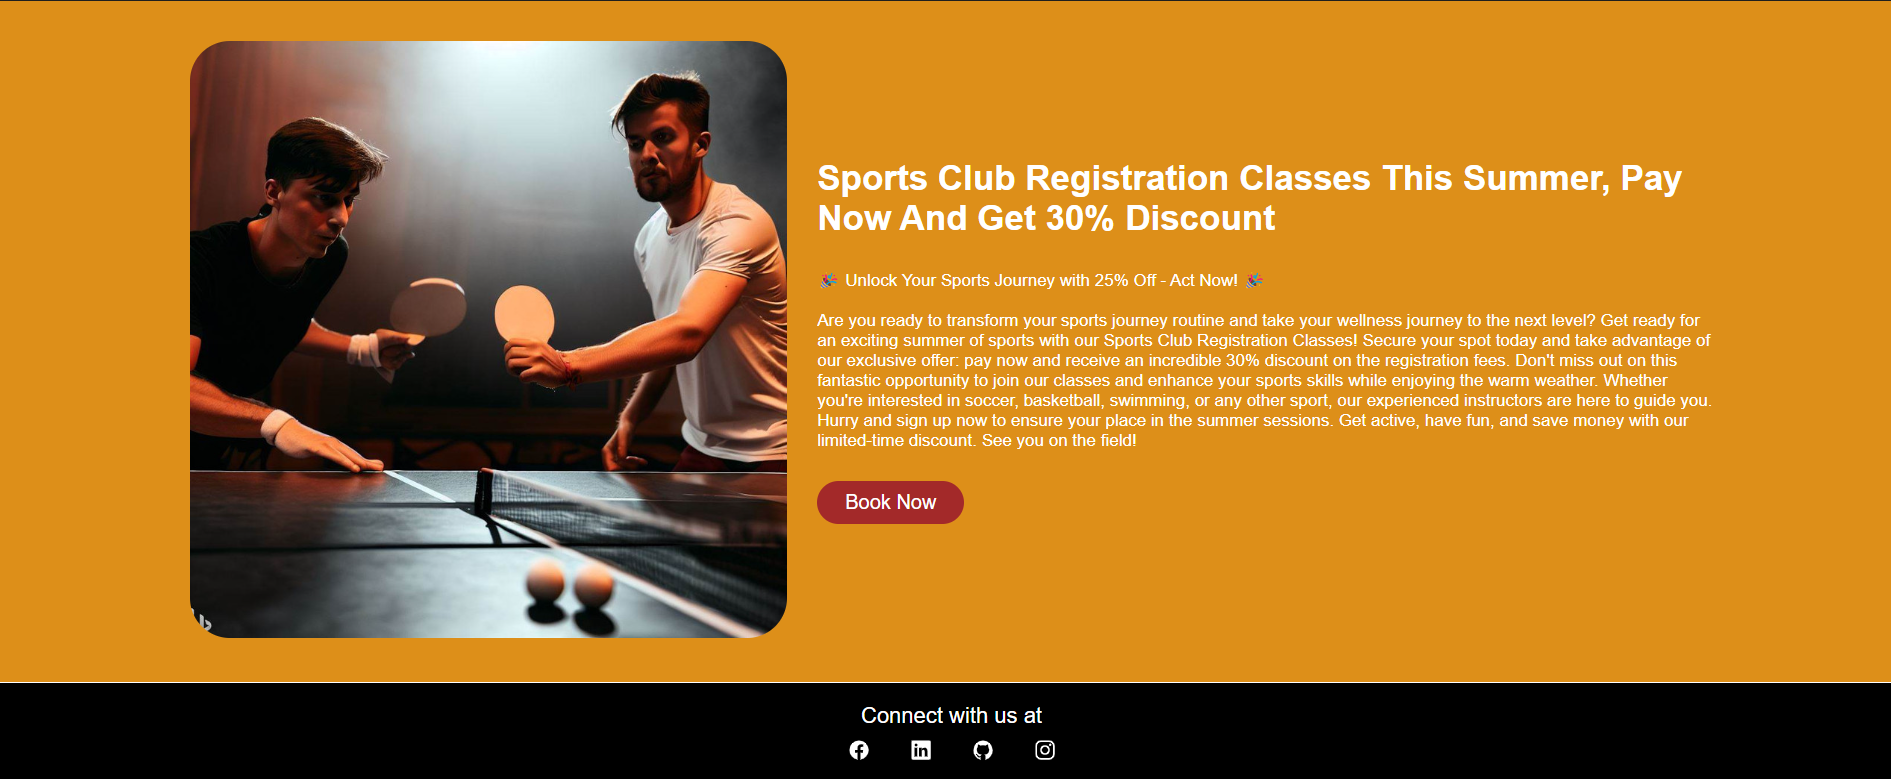 Sports Club Registration Classes This Summer, Pay
Now And Get 30% Discount
🎉 Unlock Your Sports Journey with 25% Off - Act Now! 🎉
Are you ready to transform your sports journey routine and take your wellness journey to the next level? Get ready for
an exciting summer of sports with our Sports Club Registration Classes! Secure your spot today and take advantage of
our exclusive offer: pay now and receive an incredible 30% discount on the registration fees. Don't miss out on this
fantastic opportunity to join our classes and enhance your sports skills while enjoying the warm weather. Whether
you're interested in soccer, basketball, swimming, or any other sport, our experienced instructors are here to guide you.
Hurry and sign up now to ensure your place in the summer sessions. Get active, have fun, and save money with our
limited-time discount. See you on the field!
Book Now
Connect with us at